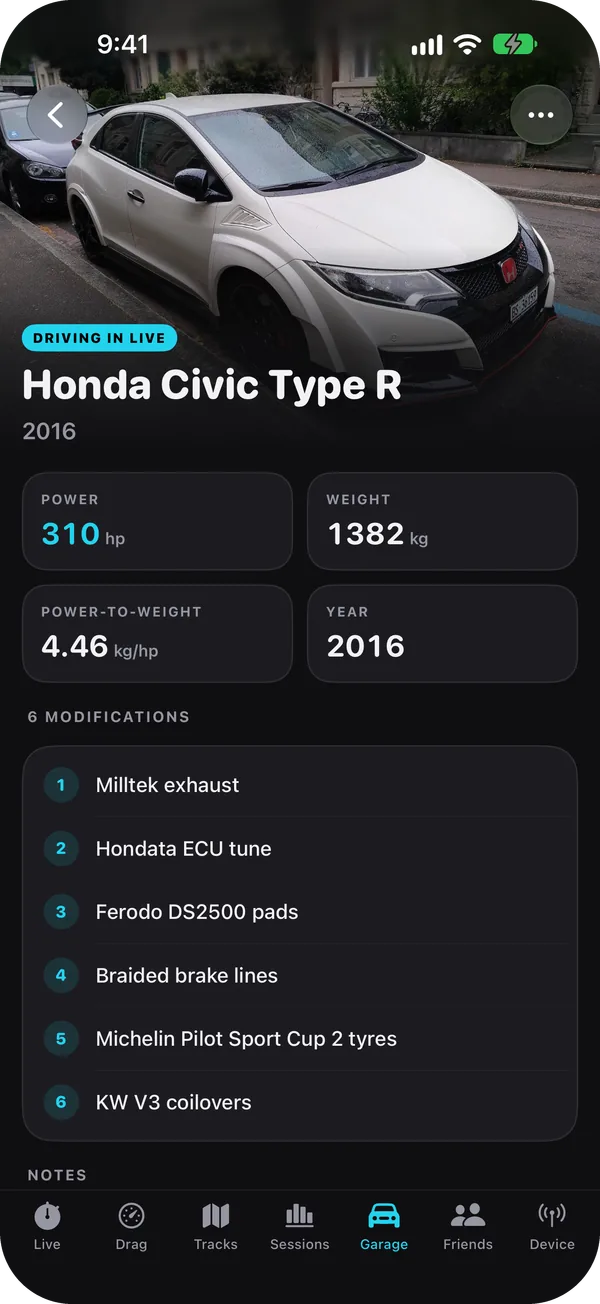 9:41
DRIVING IN LIVE
Honda Civic Type R
2016
POWER
310 hp
WEIGHT
1382 kg
POWER-TO-WEIGHT
4.46 kg/hp
YEAR
2016
6 MODIFICATIONS
1 Milltek exhaust
2 Hondata ECU tune
3 Ferodo DS2500 pads
4 Braided brake lines
5 Michelin Pilot Sport Cup 2 tyres
6 KW V3 coilovers
NOTES
Live Drag Tracks Sessions Garage Friends Device